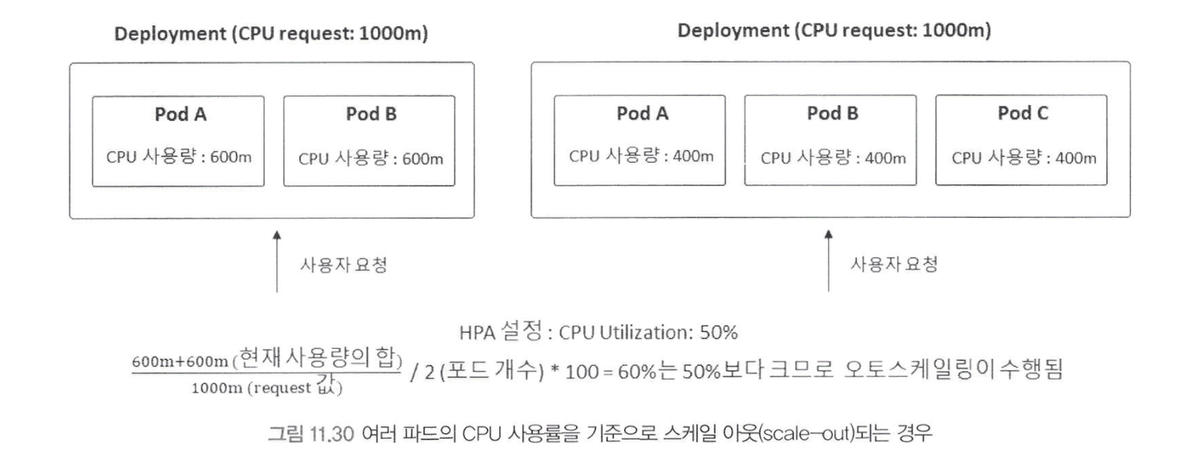 Deployment (CPU request: 1000m)
Pod A
CPU 사용량 : 600m
Pod B
CPU 사용량 : 600m
사용자 요청
Deployment (CPU request: 1000m)
Pod A
CPU 사용량 : 400m
Pod B
CPU 사용량 : 400m
Pod C
CPU 사용량 : 400m
사용자 요청
HPA 설정 : CPU Utilization: 50%
600m+600m (현재 사용량의 합)
1000m (request 값)
/ 2 (포드 개수) * 100 = 60%는 50%보다 크므로 오토스케일링이 수행됨
그림 11.30 여러 파드의 CPU 사용률을 기준으로 스케일 아웃(scale-out)되는 경우